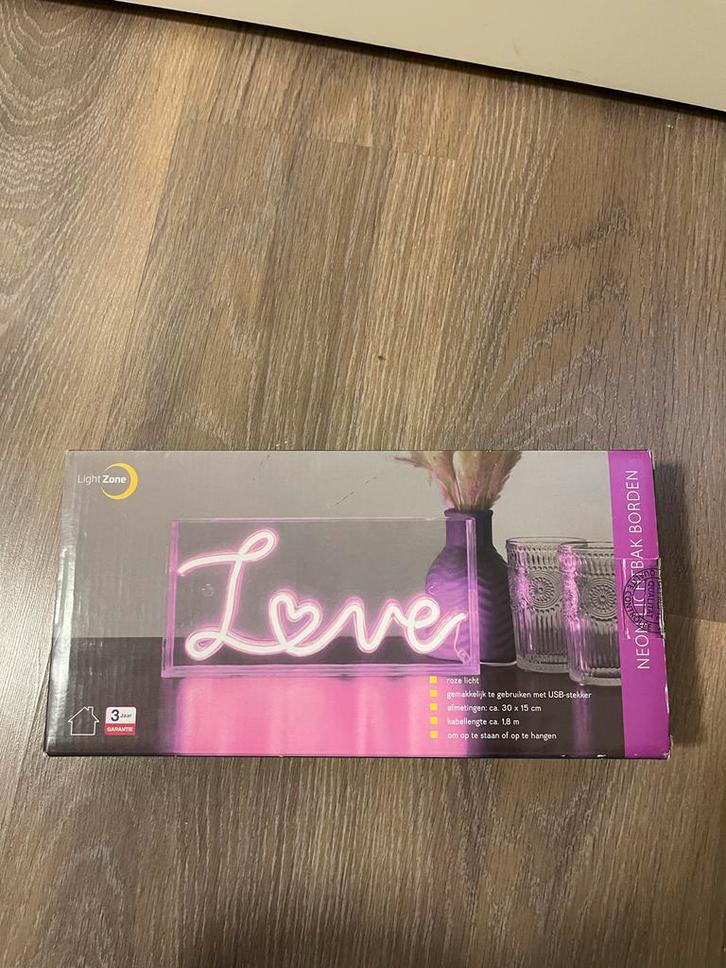 Light Zone
Love
roze licht
gemakkelijk te gebruiken met USB-stekker
afmetingen: ca. 30 x 15 cm
kabellengte ca. 1,8 m
om op te staan of op te hangen
3 Jaar
GARANTIE
BORDEN